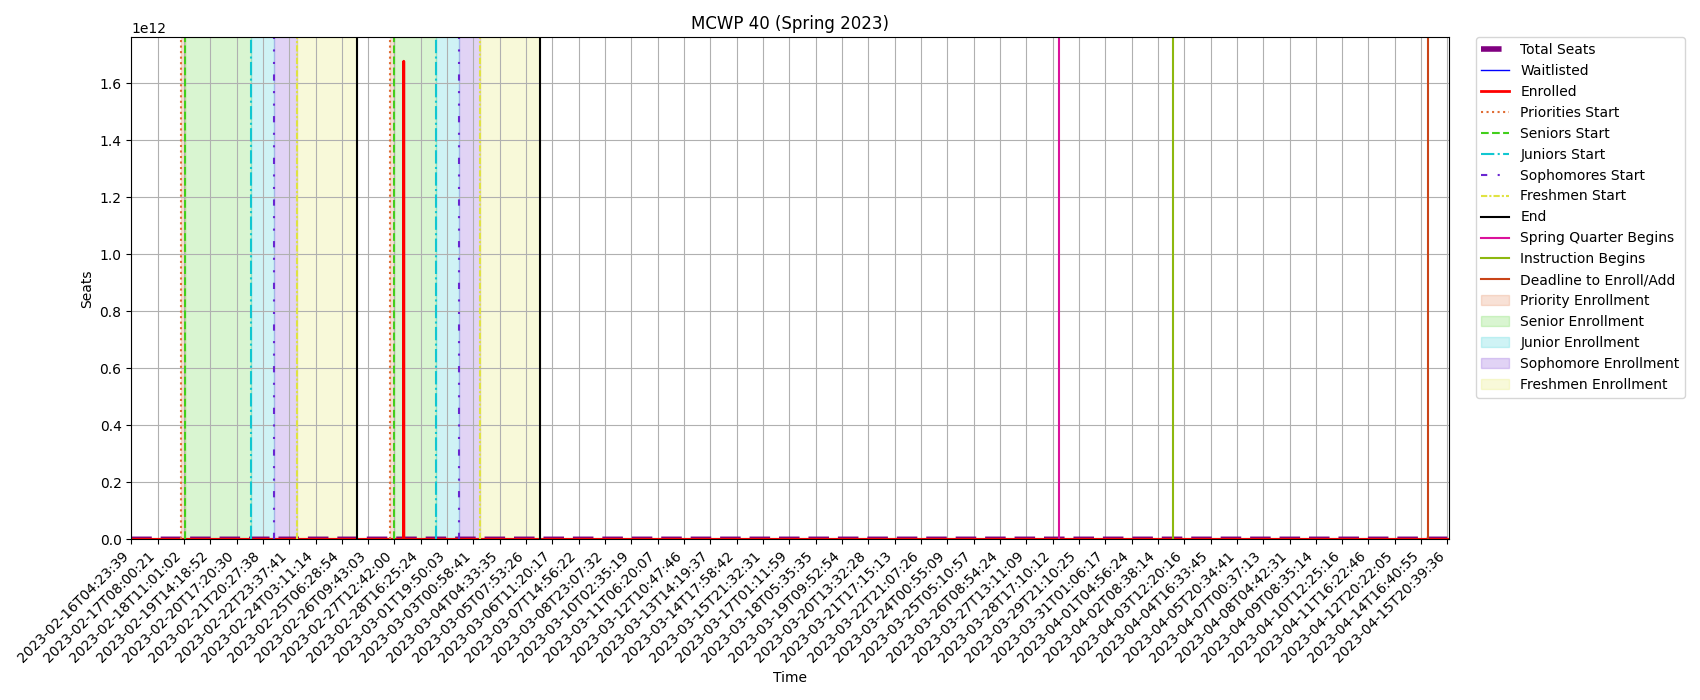 MCWP 40 (Spring 2023)
1e12
Seats
1.6
1.4
1.2
1.0
0.8
0.6
0.4
0.2
0.0
2023-02-16T04:23:39
2023-02-17T08:00:21
2023-02-18T11:01:02
2023-02-19T14:18:52
2023-02-20T17:20:30
2023-02-21T20:27:38
2023-02-22T23:37:41
2023-02-24T03:11:14
2023-02-25T06:28:54
2023-02-26T09:43:03
2023-02-27T12:42:00
2023-02-28T16:25:24
2023-03-01T19:50:03
2023-03-03T00:58:41
2023-03-04T04:33:35
2023-03-05T07:53:26
2023-03-06T11:20:17
2023-03-07T14:56:22
2023-03-08T23:07:32
2023-03-10T02:35:19
2023-03-11T06:20:07
2023-03-12T10:47:46
2023-03-13T14:19:37
2023-03-14T17:58:42
2023-03-15T21:32:31
2023-03-17T01:11:59
2023-03-18T05:35:35
2023-03-19T09:52:54
2023-03-20T13:32:28
2023-03-21T17:15:13
2023-03-22T21:07:26
2023-03-24T00:55:09
2023-03-25T05:10:57
2023-03-26T08:54:24
2023-03-27T13:11:09
2023-03-28T17:10:12
2023-03-29T21:10:25
2023-03-31T01:06:17
2023-04-01T04:56:24
2023-04-02T08:38:14
2023-04-03T12:20:16
2023-04-04T16:33:45
2023-04-05T20:34:41
2023-04-07T00:37:13
2023-04-08T04:42:31
2023-04-09T08:35:14
2023-04-10T12:25:16
2023-04-11T16:22:46
2023-04-12T20:22:05
2023-04-14T16:40:55
2023-04-15T20:39:36
Time
Total Seats
Waitlisted
Enrolled
Priorities Start
Seniors Start
Juniors Start
Sophomores Start
Freshmen Start
End
Spring Quarter Begins
Instruction Begins
Deadline to Enroll/Add
Priority Enrollment
Senior Enrollment
Junior Enrollment
Sophomore Enrollment
Freshmen Enrollment